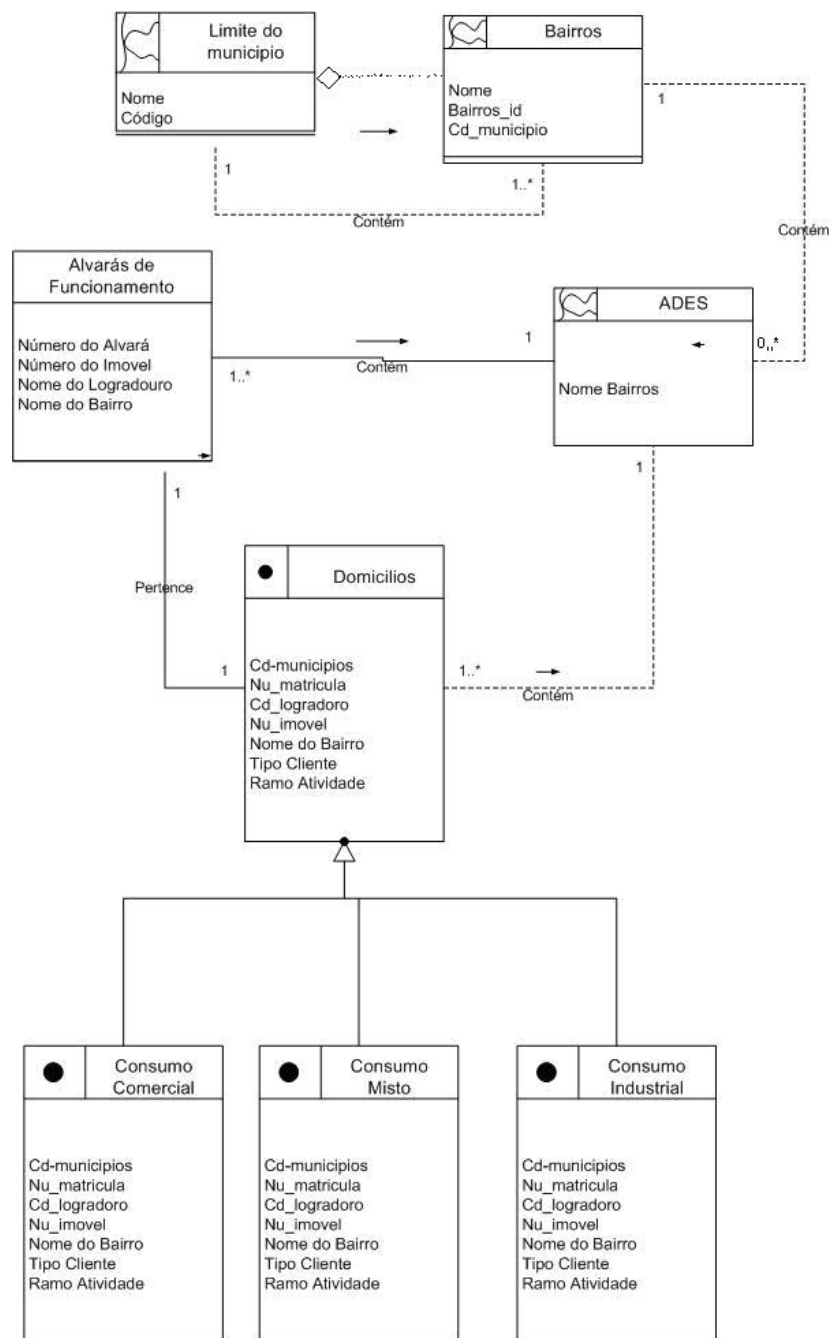 Limite do
municipio
Nome
Código
Bairros
Nome
Bairros_id
Cd_municipio
1
1
1..*
Contém
Contém
Alvarás de
Funcionamento
Número do Alvará
Número do Imovel
Nome do Logradouro
Nome do Bairro
1..*
Contém
1
ADES
0,,*
Nome Bairros
1
1
Pertence
1
Domicilios
Cd-municipios
Nu_matricula
Cd_logradoro
Nu_imovel
Nome do Bairro
Tipo Cliente
Ramo Atividade
1..*
Contém
Consumo
Comercial
Cd-municipios
Nu_matricula
Cd_logradoro
Nu_imovel
Nome do Bairro
Tipo Cliente
Ramo Atividade
Consumo
Misto
Cd-municipios
Nu_matricula
Cd_logradoro
Nu_imovel
Nome do Bairro
Tipo Cliente
Ramo Atividade
Consumo
Industrial
Cd-municipios
Nu_matricula
Cd_logradoro
Nu_imovel
Nome do Bairro
Tipo Cliente
Ramo Atividade